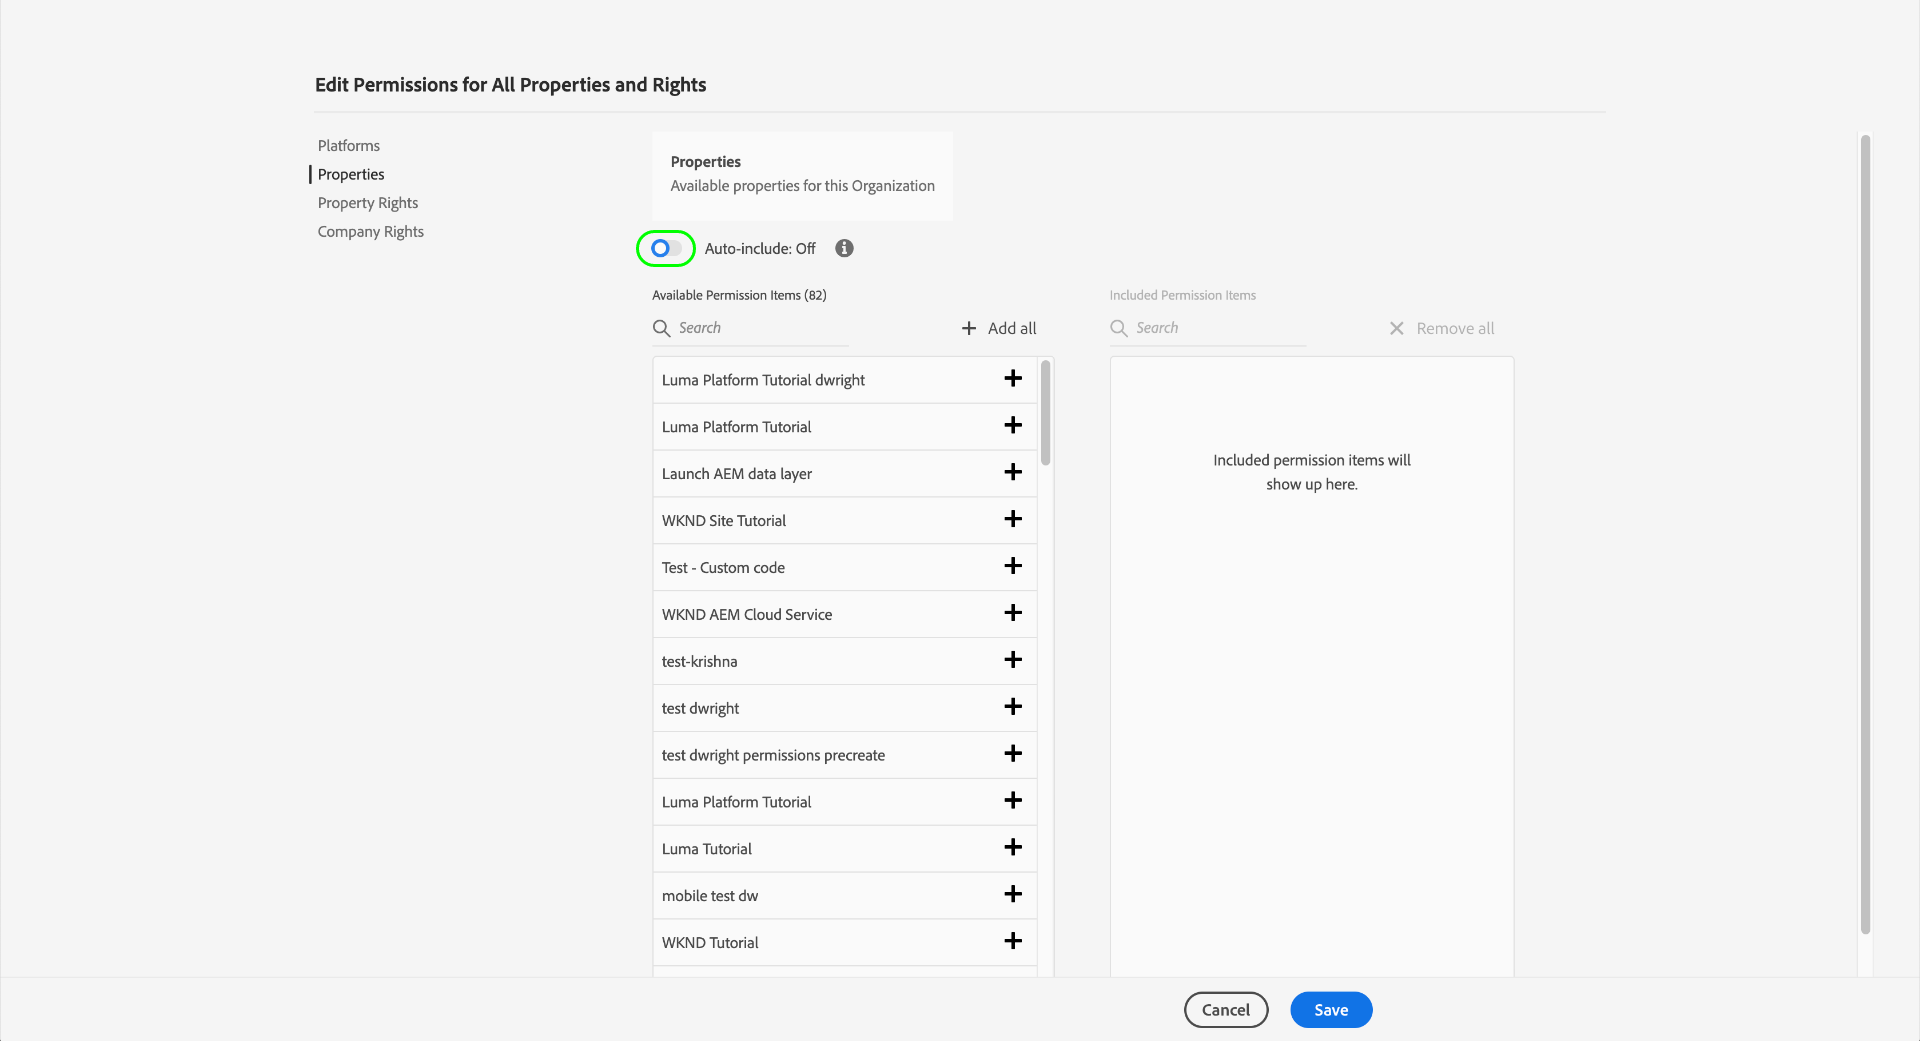 Edit Permissions for All Properties and Rights
Platforms
Properties
Property Rights
Company Rights
Properties
Available properties for this Organization
Auto-include: Off
Available Permission Items (82)
Search
Add all
Luma Platform Tutorial dwright
Luma Platform Tutorial
Launch AEM data layer
WKND Site Tutorial
Test - Custom code
WKND AEM Cloud Service
test-krishna
test dwright
test dwright permissions precreate
Luma Platform Tutorial
Luma Tutorial
mobile test dw
WKND Tutorial
Included Permission Items
Search
Remove all
Included permission items will
show up here.
Cancel
Save